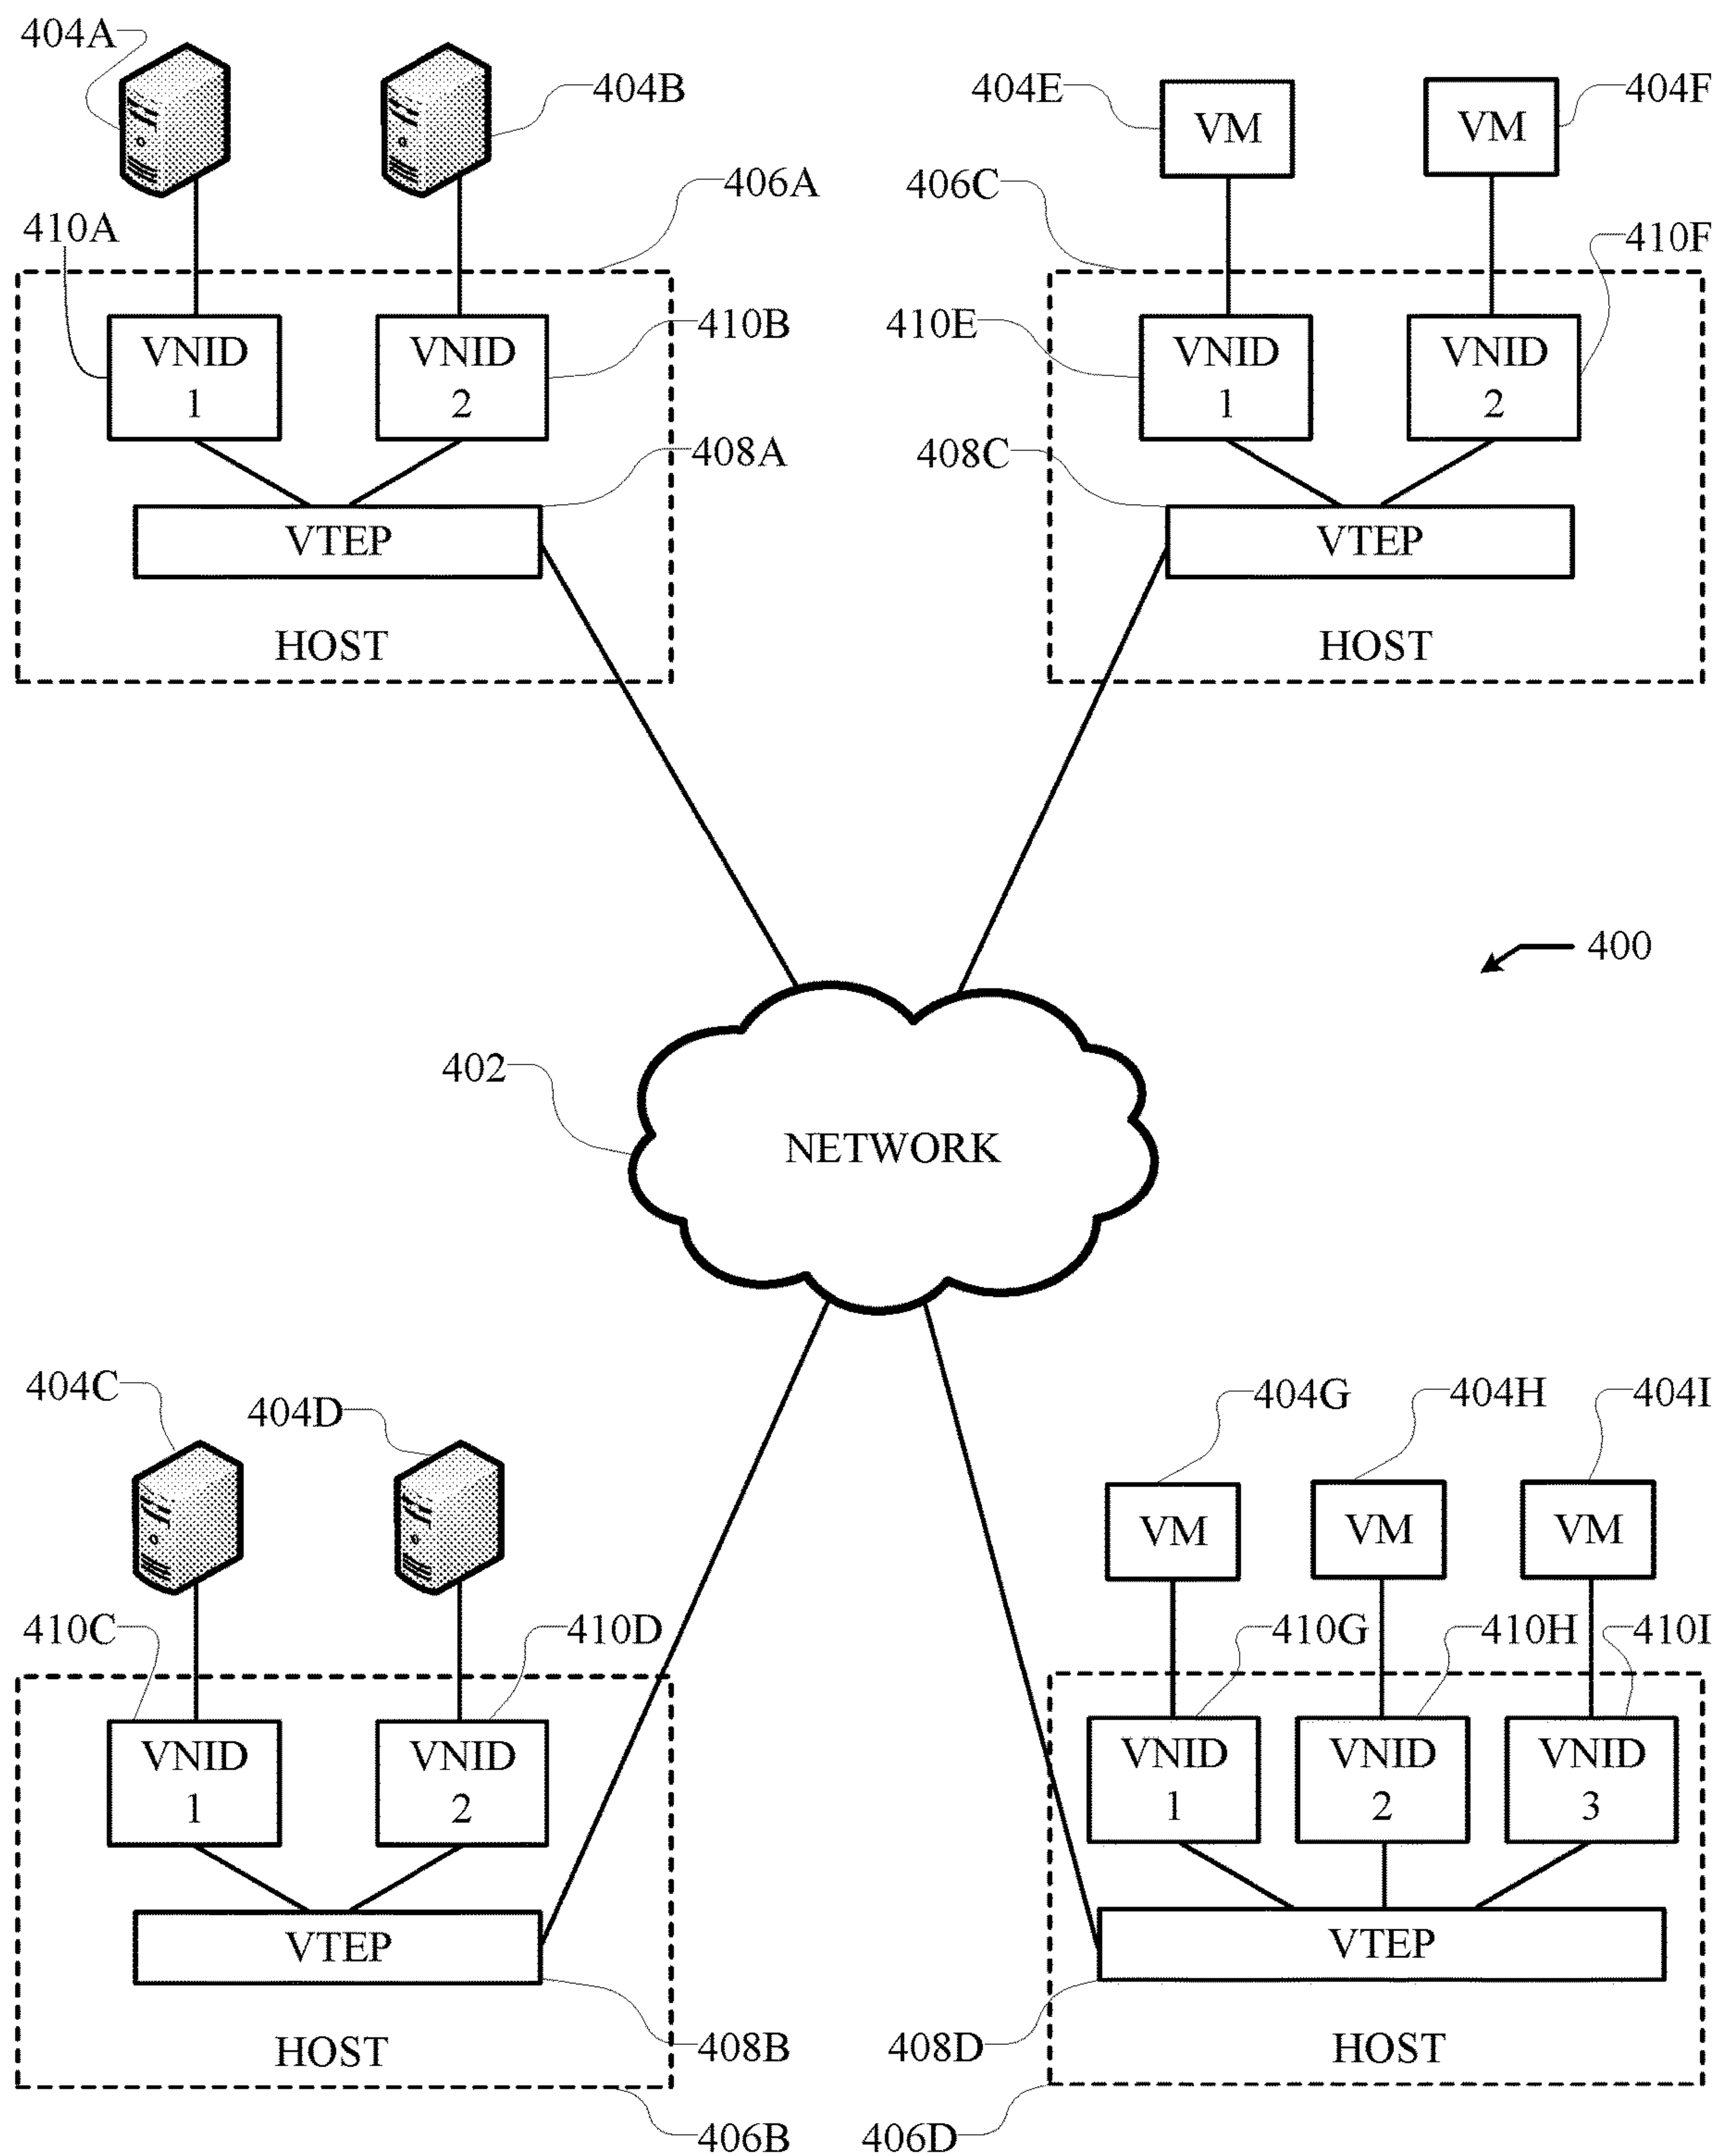 404A
404B
404E
VM
VM
404F
406A
406C
410A
410F
VNID
1
VNID
2
410B
410E
VNID
1
VNID
2
408A
408C
VTEP
VTEP
HOST
HOST
400
402
NETWORK
404C
404D
404G
404H
404I
VM
VM
VM
410C
410D
410G
410H
410I
VNID
1
VNID
2
VNID
1
VNID
2
VNID
3
VTEP
VTEP
HOST
408B
408D
HOST
406B
406D